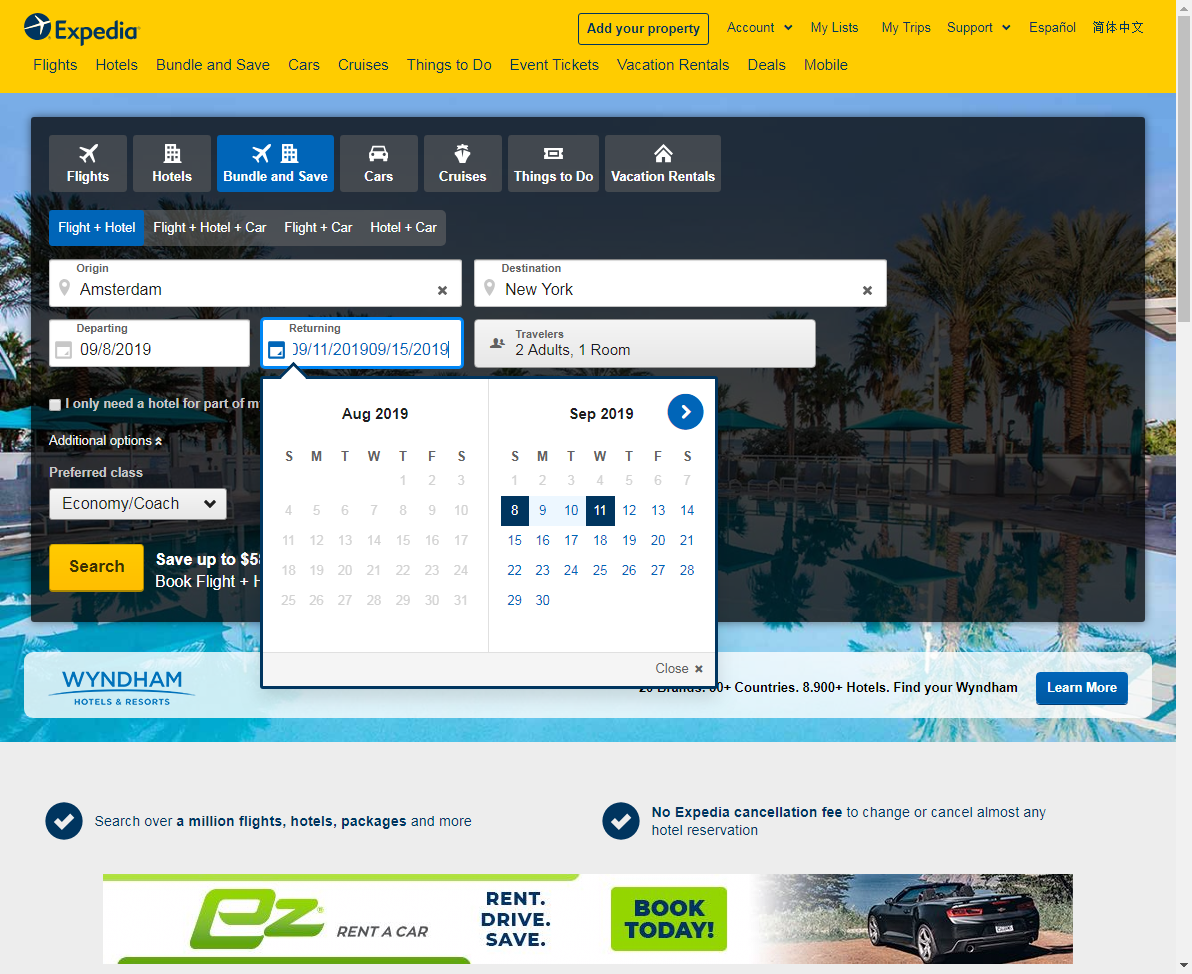 Expedia
Add your property
Account
My Lists
My Trips
Support
Español
简体中文
Flights
Hotels
Bundle and Save
Cars
Cruises
Things to Do
Event Tickets
Vacation Rentals
Deals
Mobile
Flights
Hotels
Bundle and Save
Cars
Cruises
Things to Do
Vacation Rentals
Flight + Hotel
Flight + Hotel + Car
Flight + Car
Hotel + Car
Origin
Amsterdam
Destination
New York
Departing
09/8/2019
Returning
09/11/201909/15/2019
Travelers
2 Adults, 1 Room
I only need a hotel for part of
Additional options
Preferred class
Economy/Coach
Search
Save up to
Book Flight +
Aug 2019
S M T W T F S
1 2 3
4 5 6 7 8 9 10
11 12 13 14 15 16 17
18 19 20 21 22 23 24
25 26 27 28 29 30 31
Sep 2019
S M T W T F S
1 2 3 4 5 6 7
8 9 10 11 12 13 14
15 16 17 18 19 20 21
22 23 24 25 26 27 28
29 30
Close
WYNDHAM
HOTELS & RESORTS
20 Brands. 80+ Countries. 8.900+ Hotels. Find your Wyndham
Learn More
Search over a million flights, hotels, packages and more
No Expedia cancellation fee to change or cancel almost any
hotel reservation
ez RENT A CAR
RENT.
DRIVE.
SAVE.
BOOK
TODAY!